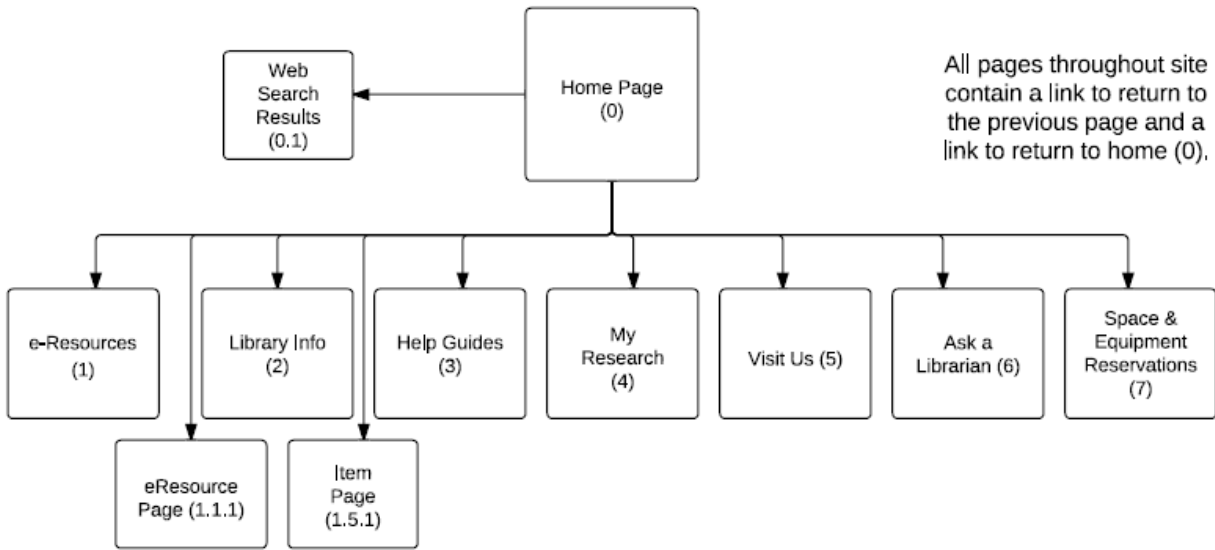 Web
Search
Results
(0.1)
Home Page
(0)
All pages throughout site
contain a link to return to
the previous page and a
link to return to home (0).
e-Resources
(1)
Library Info
(2)
Help Guides
(3)
My
Research
(4)
Visit Us (5)
Ask a
Librarian (6)
Space &
Equipment
Reservations
(7)
eResource
Page (1.1.1)
Item
Page
(1.5.1)